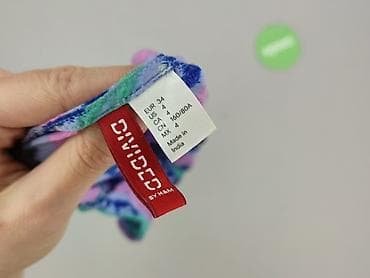 EUR 34
US 4
CA 4
CN 160/80A
MX 4
Made in
India
DIVIDED
BY H&M